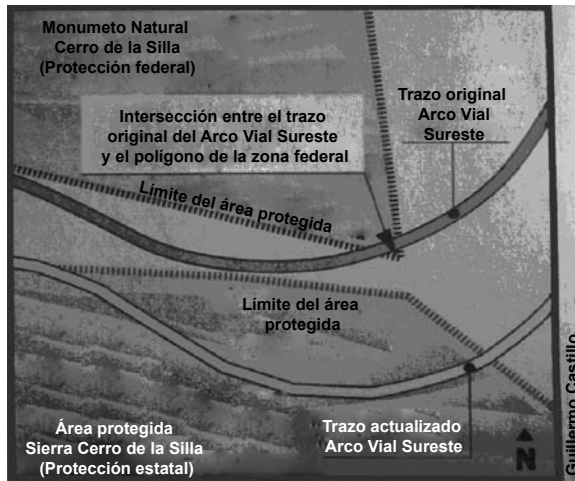 Monumeto Natural
Cerro de la Silla
(Protección federal)
Intersección entre el trazo
original del Arco Vial Sureste
y el polígono de la zona federal
Trazo original
Arco Vial
Sureste
Límite del área protegida
Límite del área
protegida
Área protegida
Sierra Cerro de la Silla
(Protección estatal)
Trazo actualizado
Arco Vial Sureste
N
Guillermo Castillo